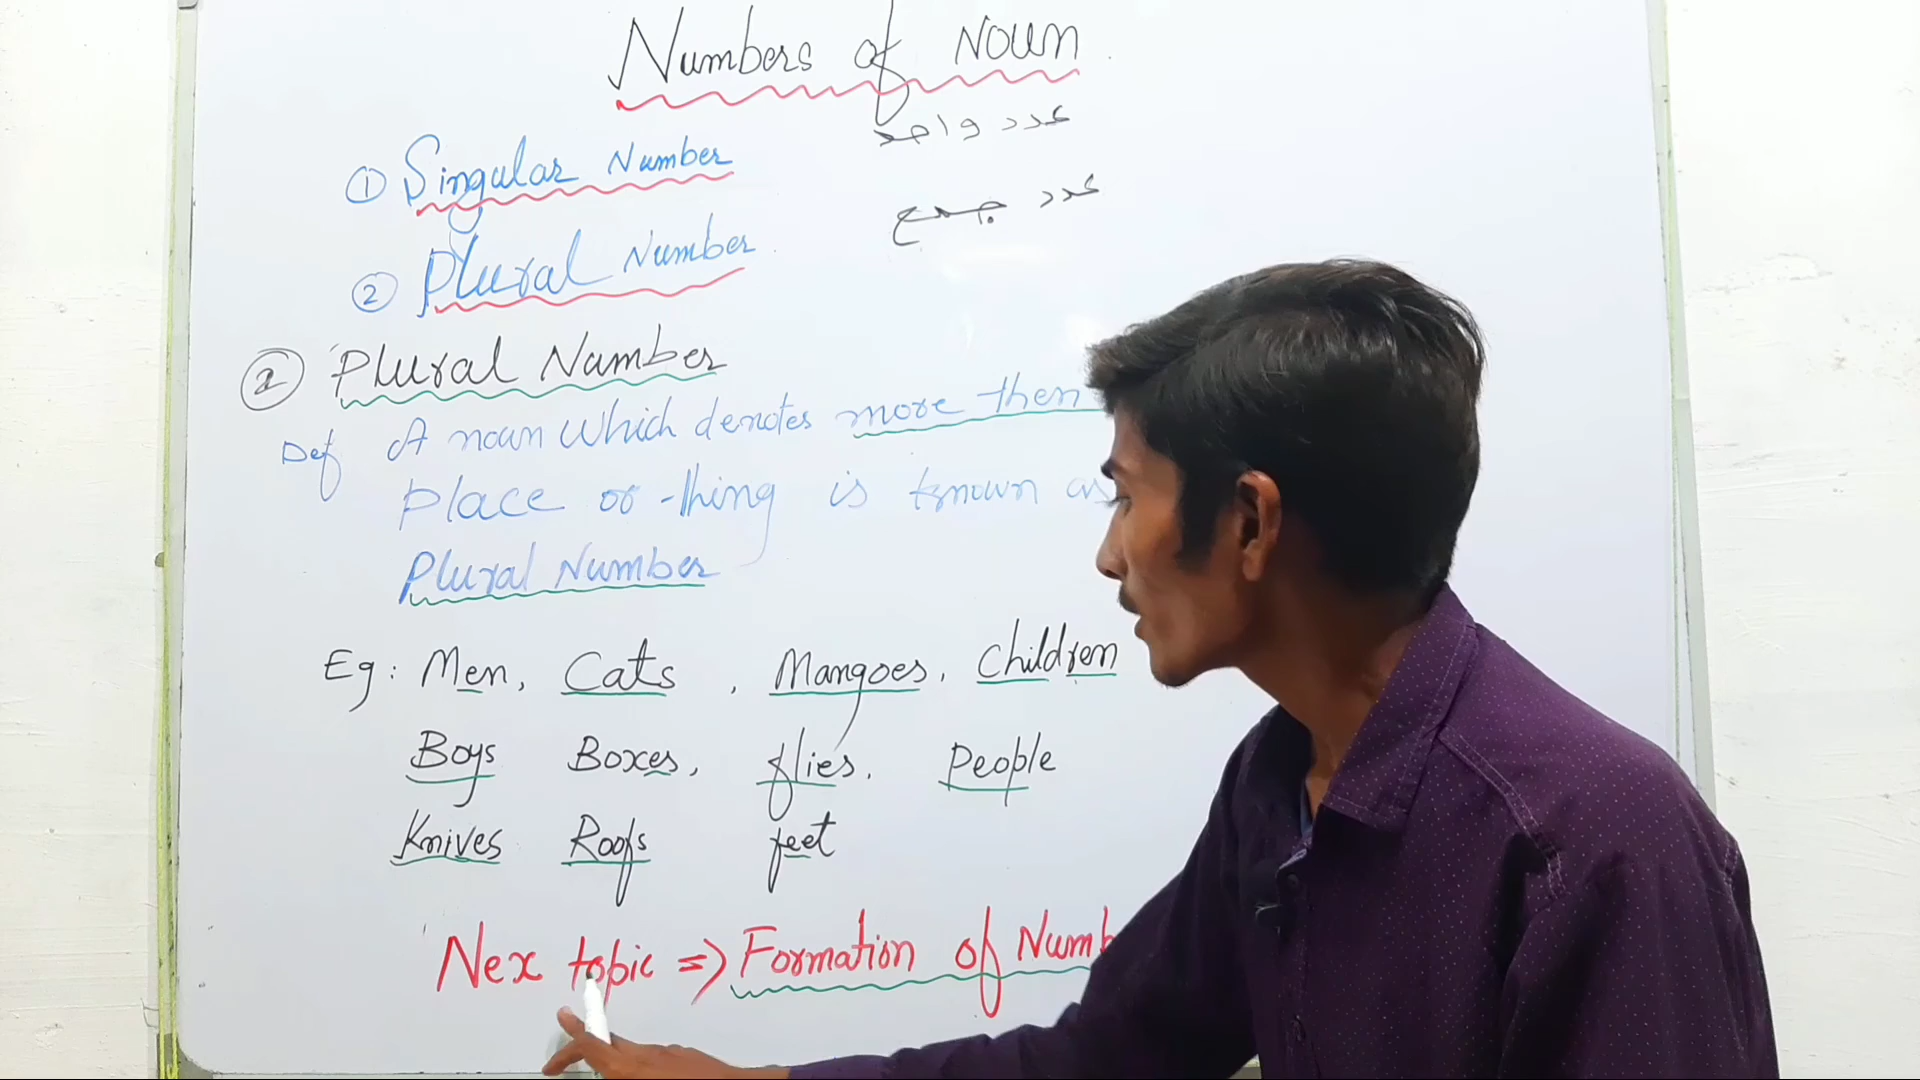 Numbers of Noun
① Singular Number عدد واحد
② Plural Number عدد جمع
② Plural Number
Def A noun which denotes more then
place or thing is known as
Plural Number
Eg: Men, Cats, Mangoes, Children
Boys Boxes, flies, People
Knives Roofs feet
Nex topic => Formation of Numb